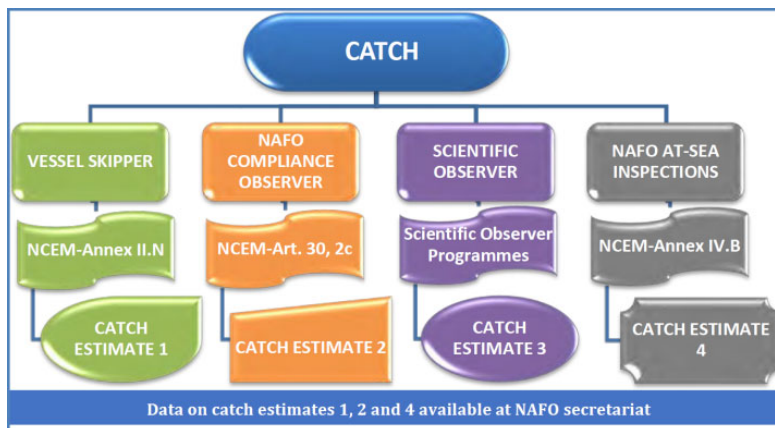 CATCH
VESSEL SKIPPER
NAFO
COMPLIANCE
OBSERVER
SCIENTIFIC
OBSERVER
NAFO AT-SEA
INSPECTIONS
NCEM-Annex II.N
NCEM-Art. 30, 2c
Scientific Observer
Programmes
NCEM-Annex IV.B
CATCH
ESTIMATE 1
CATCH ESTIMATE 2
CATCH
ESTIMATE 3
CATCH ESTIMATE
4
Data on catch estimates 1, 2 and 4 available at NAFO secretariat